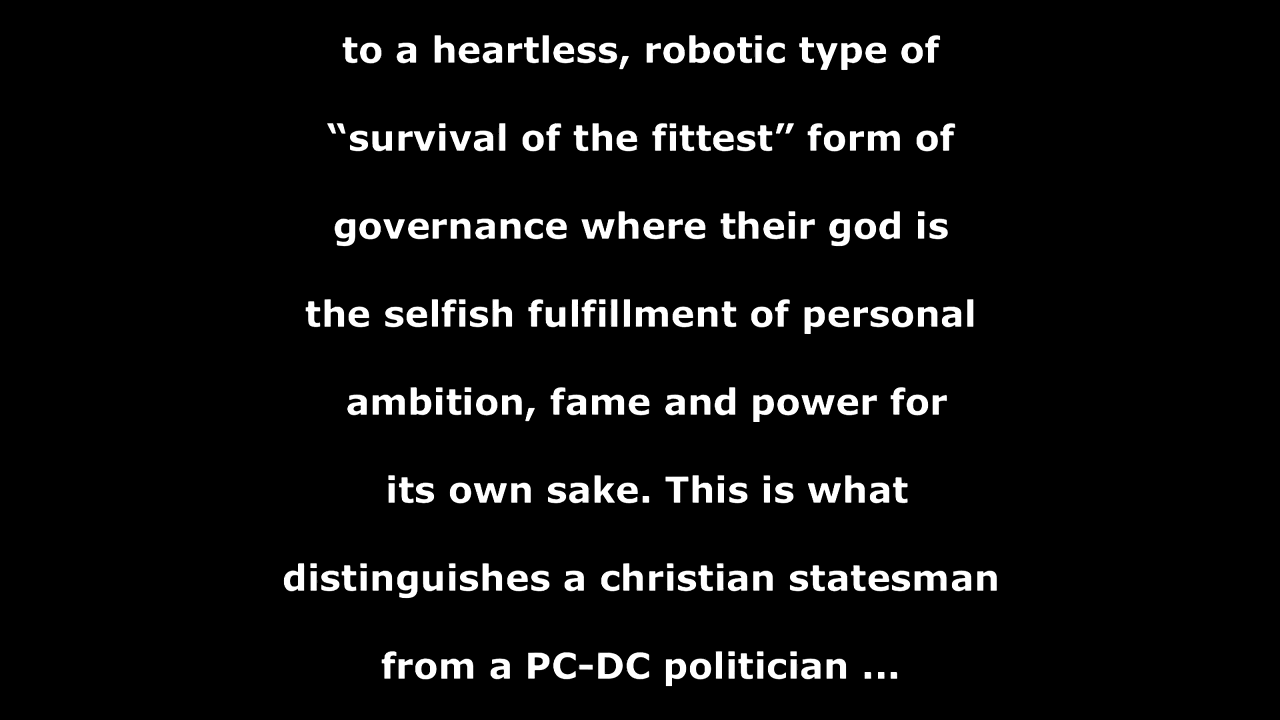 to a heartless, robotic type of
“survival of the fittest” form of
governance where their god is
the selfish fulfillment of personal
ambition, fame and power for
its own sake. This is what
distinguishes a christian statesman
from a PC-DC politician ...